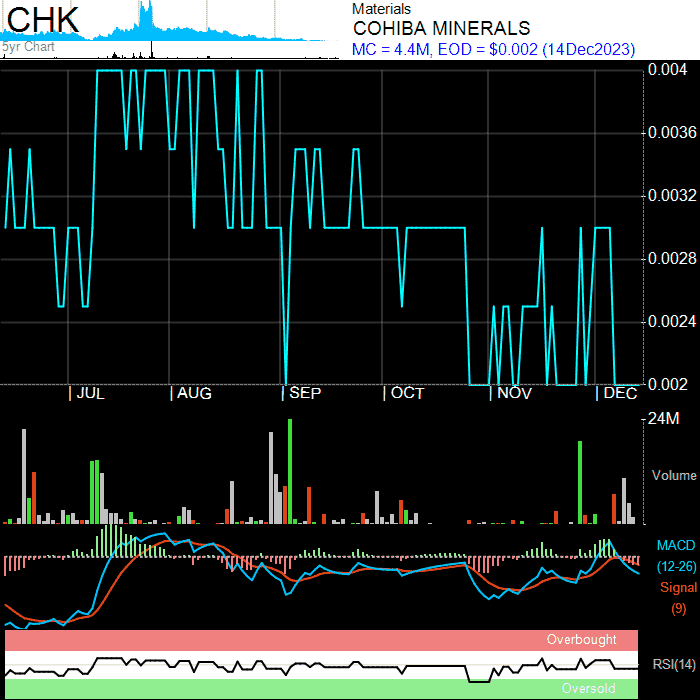 CHK
5yr Chart
Materials
COHIBA MINERALS
MC = 4.4M, EOD = $0.002 (14Dec2023)
0.004
0.0036
0.0032
0.0028
0.0024
0.002
JUL AUG SEP OCT NOV DEC
24M
Volume
MACD
(12-26)
Signal
(9)
Overbought
RSI(14)
Oversold